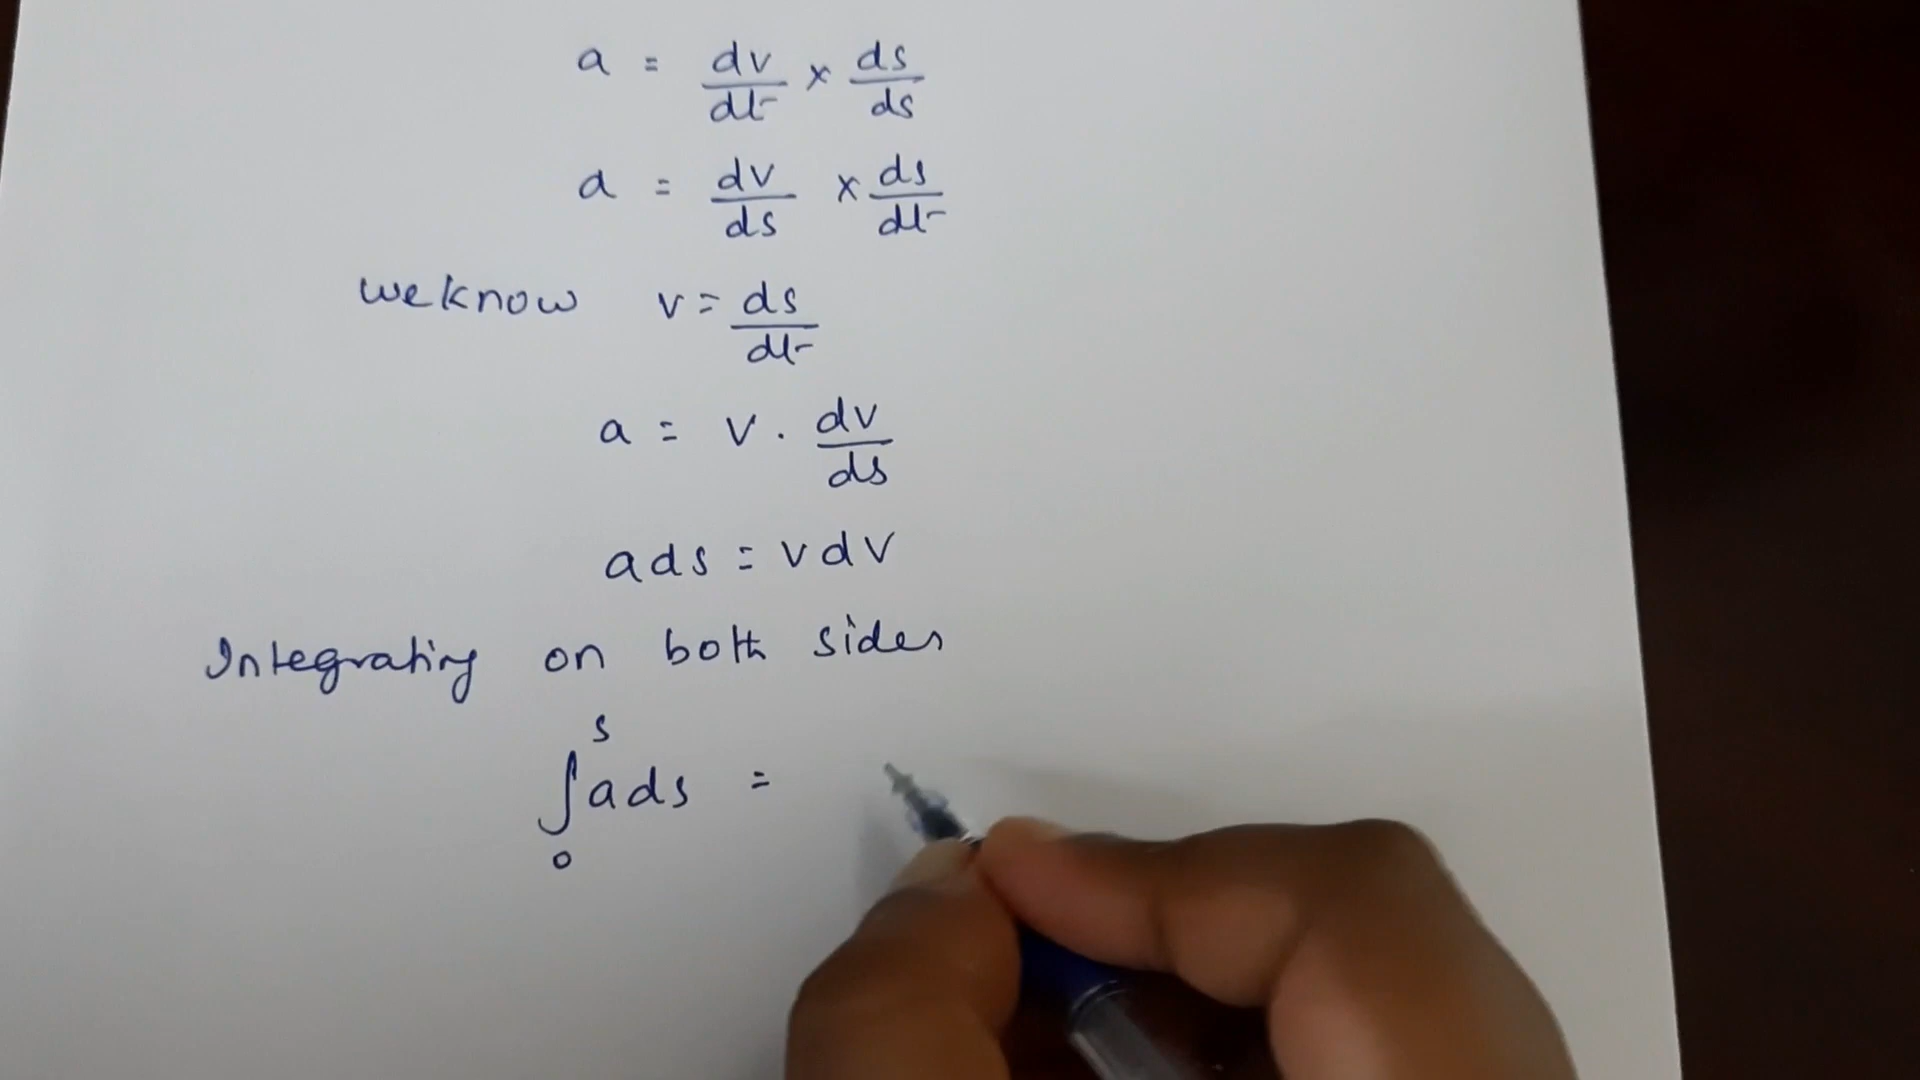 a = dv/dt × ds/ds
a = dv/ds × ds/dt
we know v = ds/dt
a = v . dv/ds
ads = vdv
Integrating on both sides
∫₀ˢ ads =